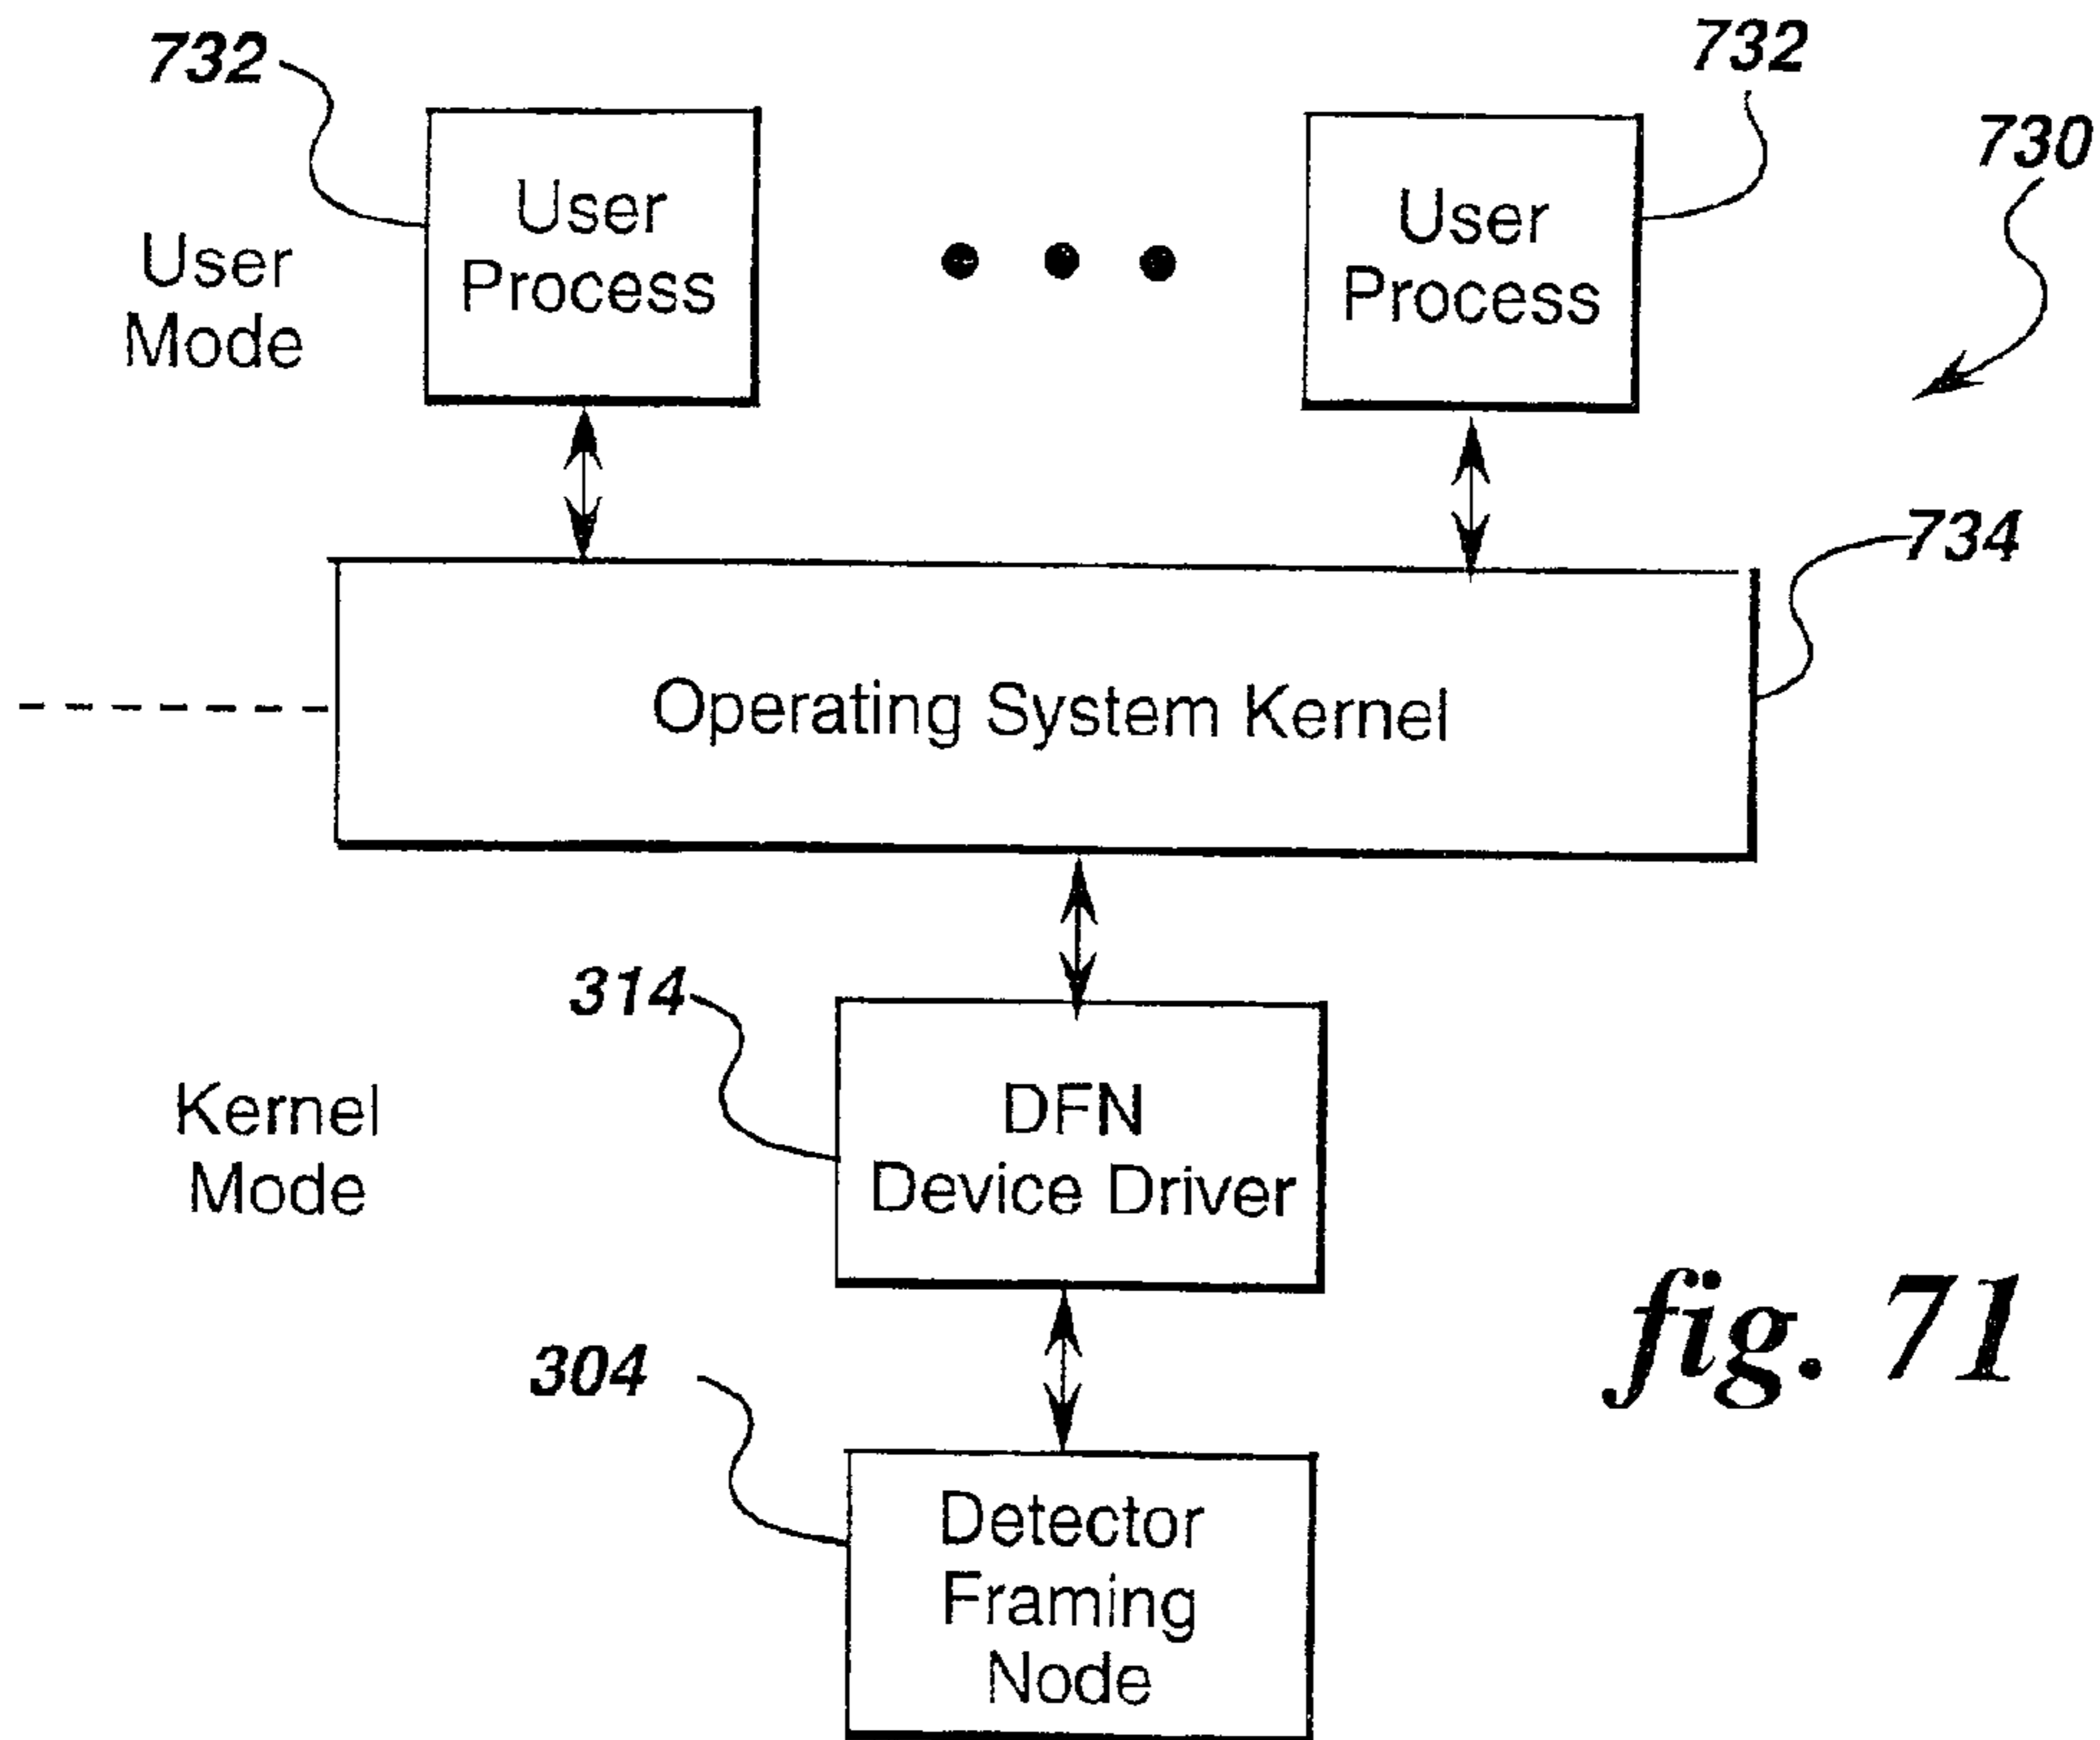 732
732
730
User
Process
User
Process
User
Mode
734
Operating System Kernel
314
DFN
Device Driver
Kernel
Mode
304
Detector
Framing
Node
fig. 71